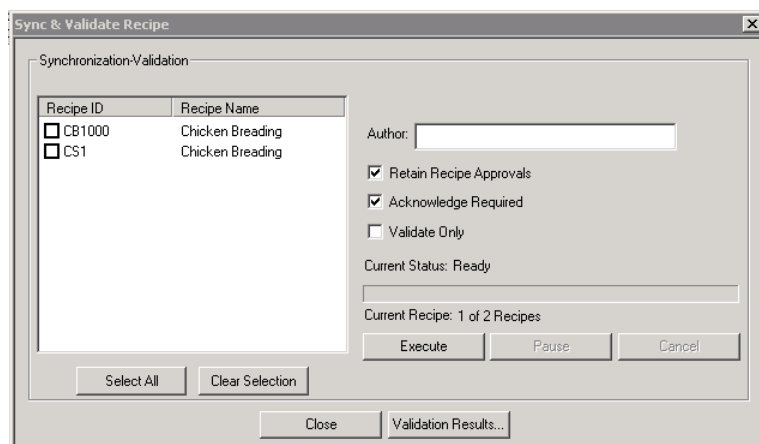 Sync & Validate Recipe
Synchronization-Validation
Recipe ID Recipe Name
CB1000 Chicken Breading
CS1 Chicken Breading
Author:
Retain Recipe Approvals
Acknowledge Required
Validate Only
Current Status: Ready
Current Recipe: 1 of 2 Recipes
Execute Pause Cancel
Select All Clear Selection
Close Validation Results...